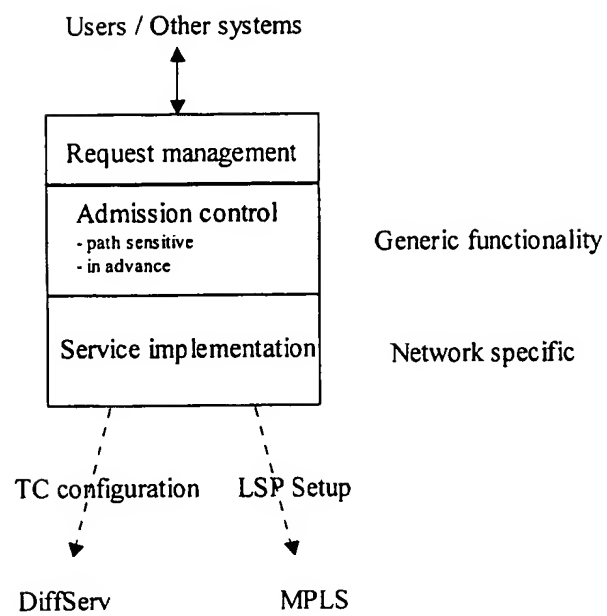 Users / Other systems
Request management
Admission control
- path sensitive
- in advance
Generic functionality
Service implementation
Network specific
TC configuration
LSP Setup
DiffServ
MPLS